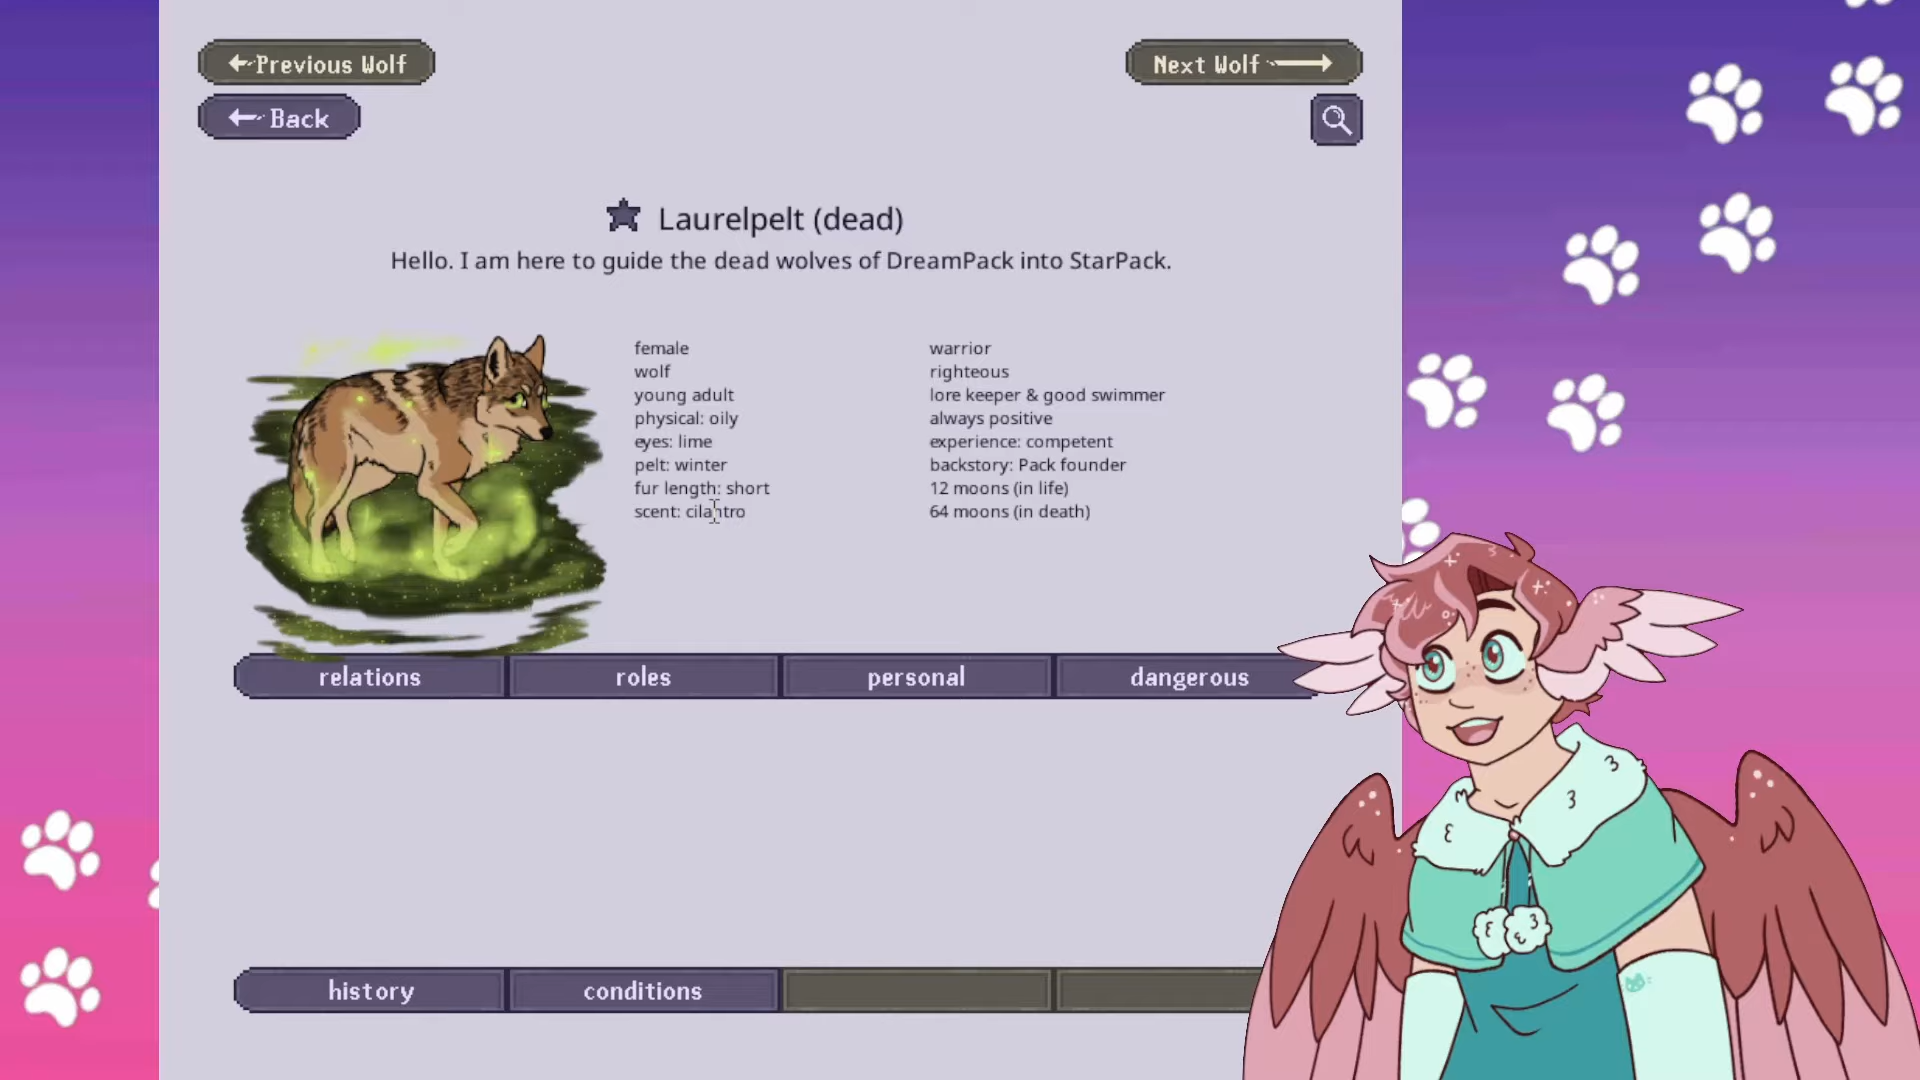 Previous Wolf
Next Wolf
Back
Laurelpelt (dead)
Hello. I am here to guide the dead wolves of DreamPack into StarPack.
female
wolf
young adult
physical: oily
eyes: lime
pelt: winter
fur length: short
scent: cilantro
warrior
righteous
lore keeper & good swimmer
always positive
experience: competent
backstory: Pack founder
12 moons (in life)
64 moons (in death)
relations
roles
personal
dangerous
history
conditions